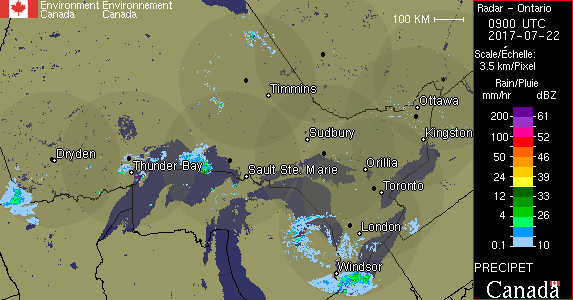 Environment Environnement
Canada Canada
100 KM
Timmins
Ottawa
Sudbury
Kingston
Dryden
Thunder Bay
Sault Ste. Marie
Orillia
Toronto
London
Windsor
Radar - Ontario
0900 UTC
2017-07-22
Scale/Échelle:
3.5 km/Pixel
Rain/Pluie
mm/hr dBZ
200 61
100 52
50 46
24 39
12 33
4 26
0.1 10
PRECIPET
Canada